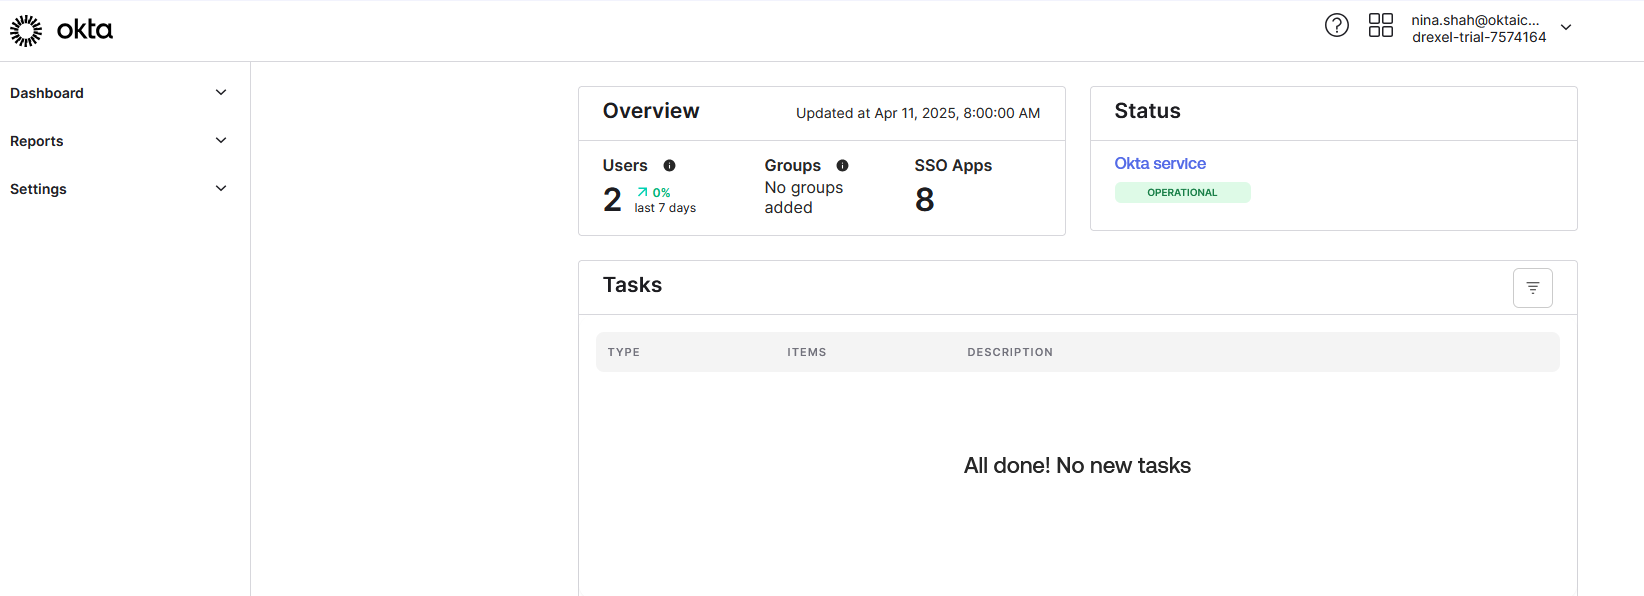 okta
nina.shah@oktaic...
drexel-trial-7574164
Dashboard
Reports
Settings
Overview
Updated at Apr 11, 2025, 8:00:00 AM
Users
2
0%
last 7 days
Groups
No groups
added
SSO Apps
8
Status
Okta service
OPERATIONAL
Tasks
TYPE ITEMS DESCRIPTION
All done! No new tasks